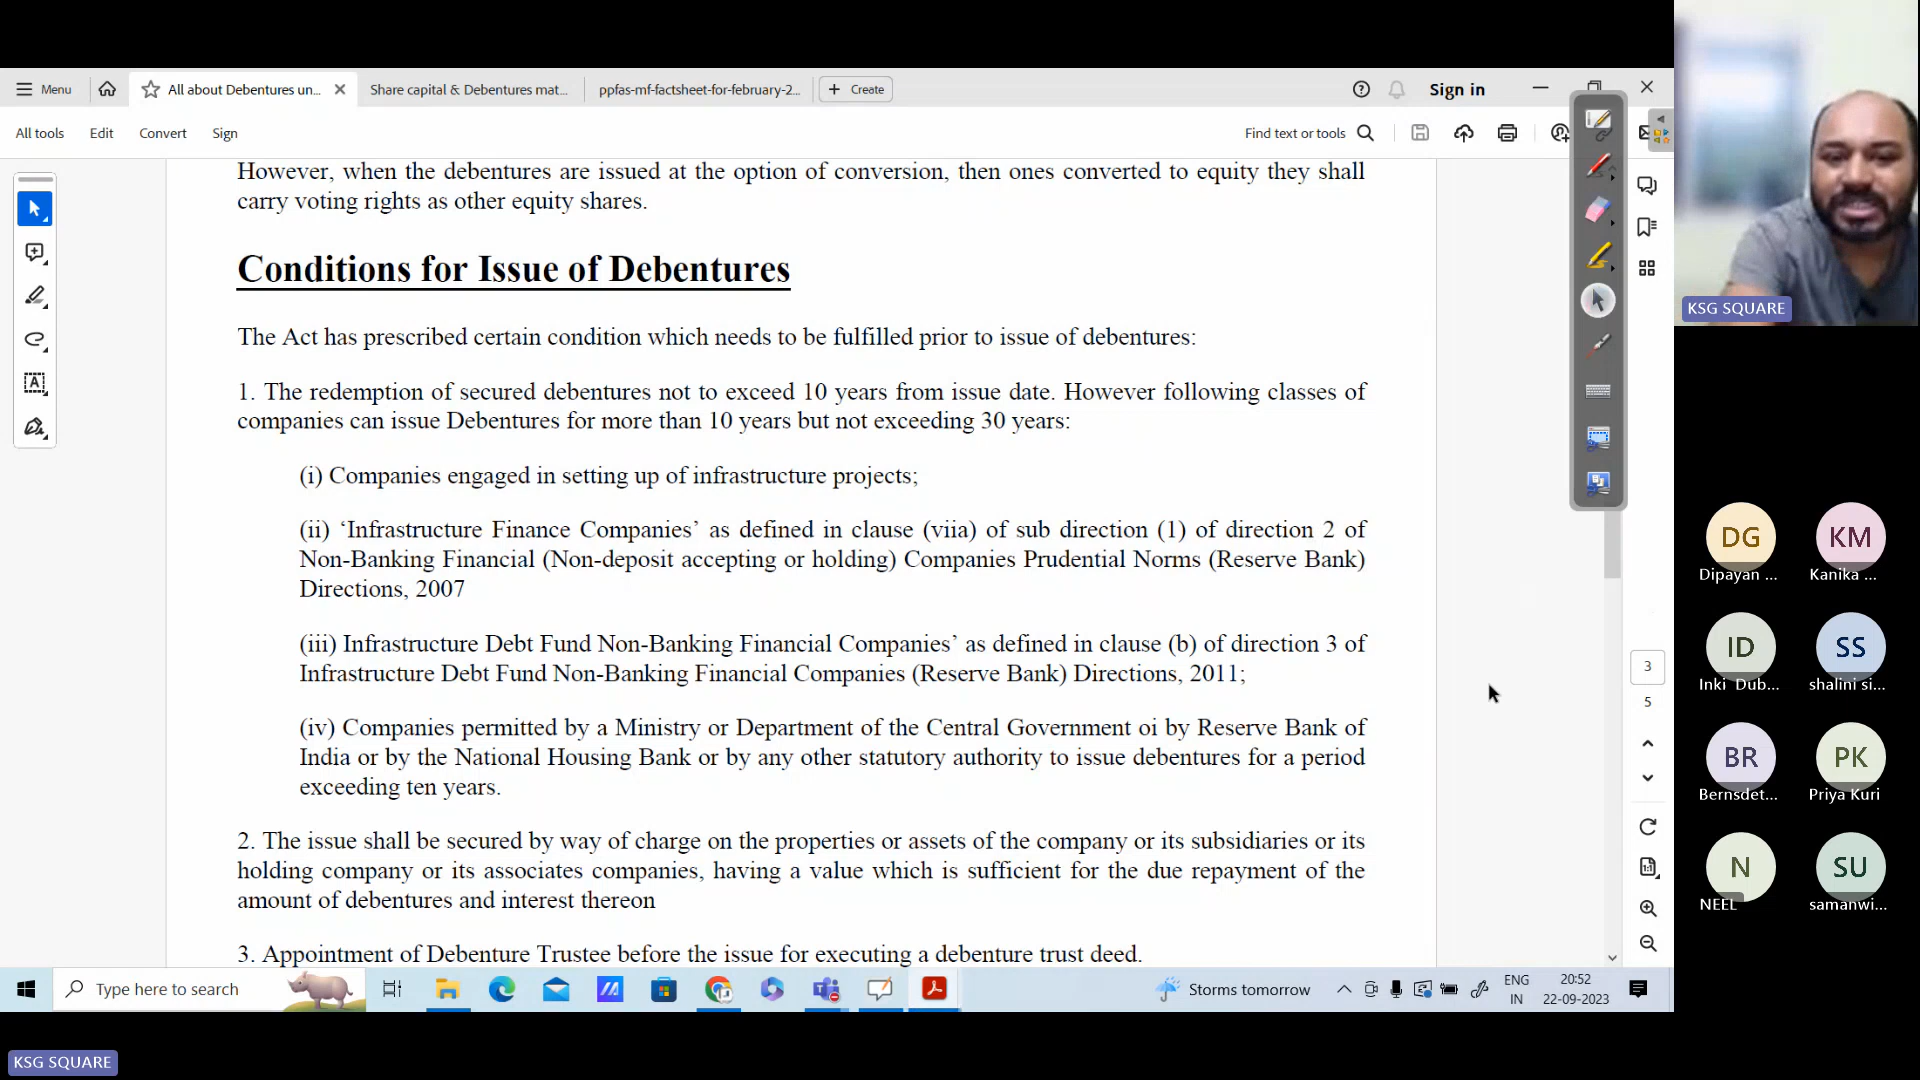 Menu
All about Debentures un...
Share capital & Debentures mat...
ppfas-mf-factsheet-for-february-2...
Create
Sign in
All tools
Edit
Convert
Sign
Find text or tools
However, when the debentures are issued at the option of conversion, then ones converted to equity they shall
carry voting rights as other equity shares.
Conditions for Issue of Debentures
The Act has prescribed certain condition which needs to be fulfilled prior to issue of debentures:
1. The redemption of secured debentures not to exceed 10 years from issue date. However following classes of
companies can issue Debentures for more than 10 years but not exceeding 30 years:
(i) Companies engaged in setting up of infrastructure projects;
(ii) ‘Infrastructure Finance Companies’ as defined in clause (viia) of sub direction (1) of direction 2 of
Non-Banking Financial (Non-deposit accepting or holding) Companies Prudential Norms (Reserve Bank)
Directions, 2007
(iii) Infrastructure Debt Fund Non-Banking Financial Companies’ as defined in clause (b) of direction 3 of
Infrastructure Debt Fund Non-Banking Financial Companies (Reserve Bank) Directions, 2011;
(iv) Companies permitted by a Ministry or Department of the Central Government oi by Reserve Bank of
India or by the National Housing Bank or by any other statutory authority to issue debentures for a period
exceeding ten years.
2. The issue shall be secured by way of charge on the properties or assets of the company or its subsidiaries or its
holding company or its associates companies, having a value which is sufficient for the due repayment of the
amount of debentures and interest thereon
3. Appointment of Debenture Trustee before the issue for executing a debenture trust deed.
3
5
KSG SQUARE
DG
Dipayan ...
KM
Kanika ...
ID
Inki Dub...
SS
shalini si...
BR
Bernsdet...
PK
Priya Kuri
N
NEEL
SU
samanwi...
Type here to search
Storms tomorrow
ENG
IN
20:52
22-09-2023
KSG SQUARE